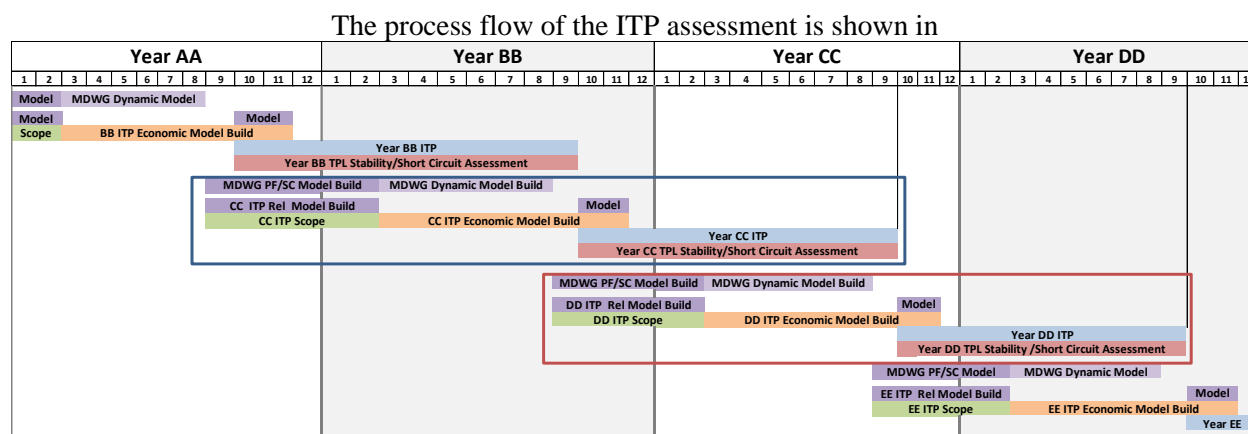 The process flow of the ITP assessment is shown in
Year AA Year BB Year CC Year DD
1 2 3 4 5 6 7 8 9 10 11 12 1 2 3 4 5 6 7 8 9 10 11 12 1 2 3 4 5 6 7 8 9 10 11 12 1 2 3 4 5 6 7 8 9 10 11
Model MDWG Dynamic Model
Model Model
Scope BB ITP Economic Model Build
Year BB ITP
Year BB TPL Stability/Short Circuit Assessment
MDWG PF/SC Model Build MDWG Dynamic Model Build
CC ITP Rel Model Build Model
CC ITP Scope CC ITP Economic Model Build
Year CC ITP
Year CC TPL Stability/Short Circuit Assessment
MDWG PF/SC Model Build MDWG Dynamic Model Build
DD ITP Rel Model Build Model
DD ITP Scope DD ITP Economic Model Build
Year DD ITP
Year DD TPL Stability /Short Circuit Assessment
MDWG PF/SC Model MDWG Dynamic Model
EE ITP Rel Model Build Model
EE ITP Scope EE ITP Economic Model Build
Year EE